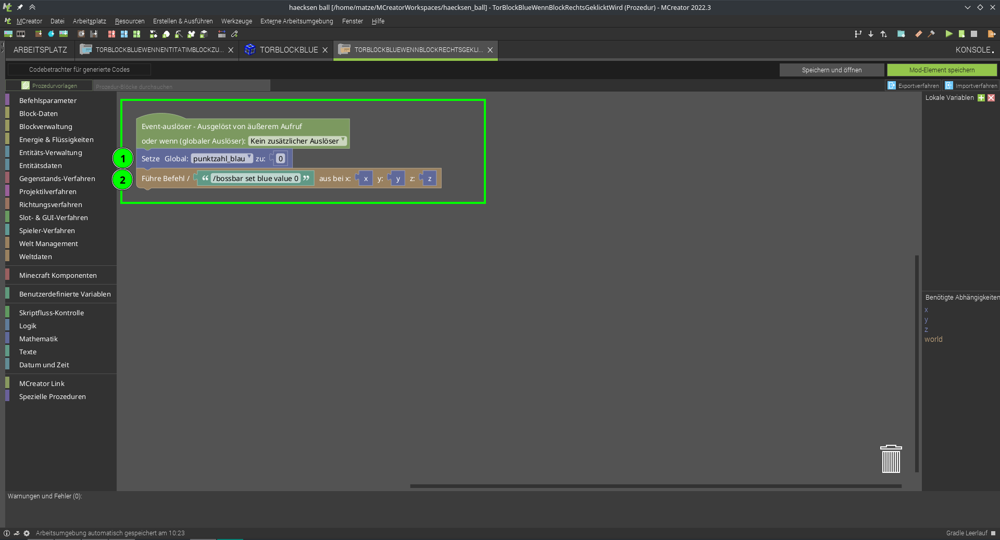 haecksen ball [/home/matze/MCreatorWorkspaces/haecksen_ball] - TorBlockBlueWennBlockRechtsGeklicktWird (Prozedur) - MCreator 2022.3
MCreator Datei Arbeitsplatz Resourcen Erstellen & Ausführen Werkzeuge Externe Arbeitsumgebung Fenster Hilfe
ARBEITSPLATZ TORBLOCKBLUEWENNENTITATIMBLOCKZU... TORBLOCKBLUE TORBLOCKBLUEWENNBLOCKRECHTSGEKLI... KONSOLE
Codebetrachter für generierte Codes Speichern und öffnen Mod-Element speichern
Prozedurvorlagen Prozedur-Blöcke durchsuchen Exportverfahren Importverfahren
Befehlsparameter
Block-Daten
Blockverwaltung
Energie & Flüssigkeiten
Entitäts-Verwaltung
Entitätsdaten
Gegenstands-Verfahren
Projektilverfahren
Richtungsverfahren
Slot- & GUI-Verfahren
Spieler-Verfahren
Welt Management
Weltdaten
Minecraft Komponenten
Benutzerdefinierte Variablen
Skriptfluss-Kontrolle
Logik
Mathematik
Texte
Datum und Zeit
MCreator Link
Spezielle Prozeduren
Event-auslöser - Ausgelöst von äußerem Aufruf
oder wenn (globaler Auslöser): Kein zusätzlicher Auslöser
1 Setze Global: punktzahl_blau zu: 0
2 Führe Befehl / “ /bossbar set blue value 0 ” aus bei x: x y: y z: z
Lokale Variablen
Benötigte Abhängigkeiten
x
y
z
world
Warnungen und Fehler (0):
Arbeitsumgebung automatisch gespeichert am 10:23 Gradle Leerlauf